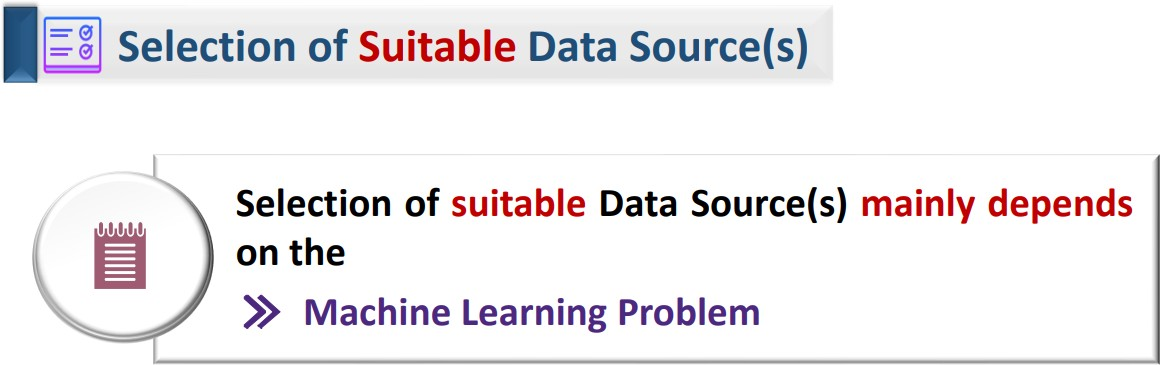 Selection of Suitable Data Source(s)
Selection of suitable Data Source(s) mainly depends
on the
Machine Learning Problem